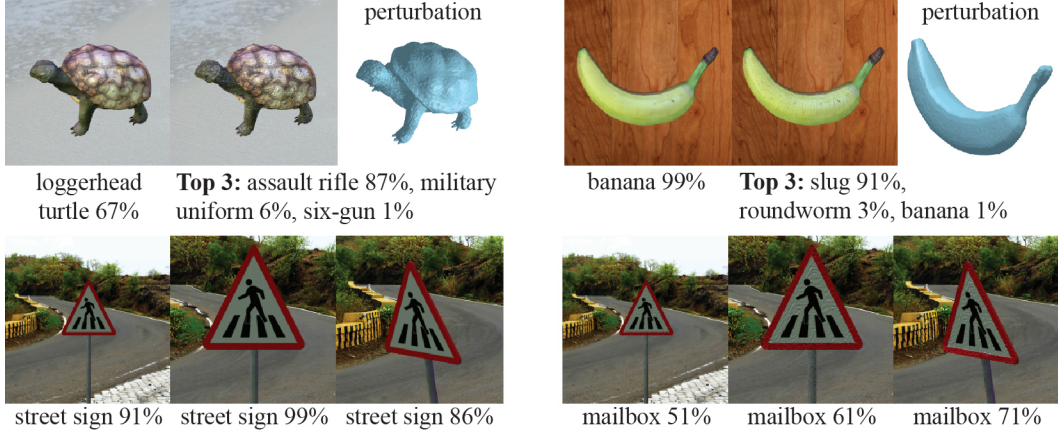 perturbation
loggerhead
turtle 67%
Top 3: assault rifle 87%, military
uniform 6%, six-gun 1%
perturbation
banana 99%
Top 3: slug 91%,
roundworm 3%, banana 1%
street sign 91%
street sign 99%
street sign 86%
mailbox 51%
mailbox 61%
mailbox 71%